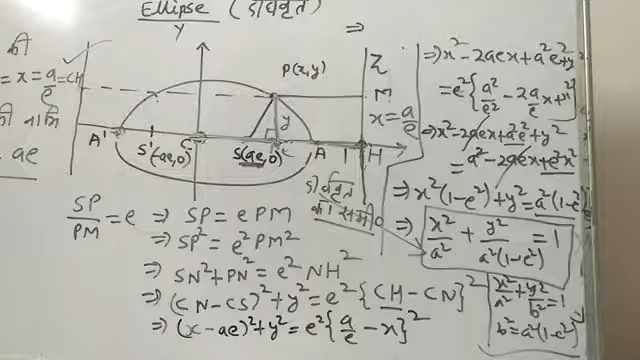 Ellipse (दीर्घवृत्त)
की
= x = a/e = CH
की नाभि
ae
Y
P(x,y)
Z
M
x = a/e
y
A'
S'(-ae,0)
C
S(ae,0)
A
H
दीर्घवृत्त
का समी०
SP/PM = e ⇒ SP = e PM
⇒ SP² = e² PM²
⇒ SN² + PN² = e² NH²
⇒ (CN - CS)² + y² = e² {CH - CN}²
⇒ (x - ae)² + y² = e² {a/e - x}²
⇒ x² - 2aex + a²e² + y²
= e² {a²/e² - 2 a/e x + x²}
⇒ x² - 2aex + a²e² + y²
= a² - 2aex + e²x²
⇒ x²(1-e²) + y² = a²(1-e²)
⇒ x²/a² + y²/a²(1-e²) = 1
x²/a² + y²/b² = 1
b² = a²(1-e²)